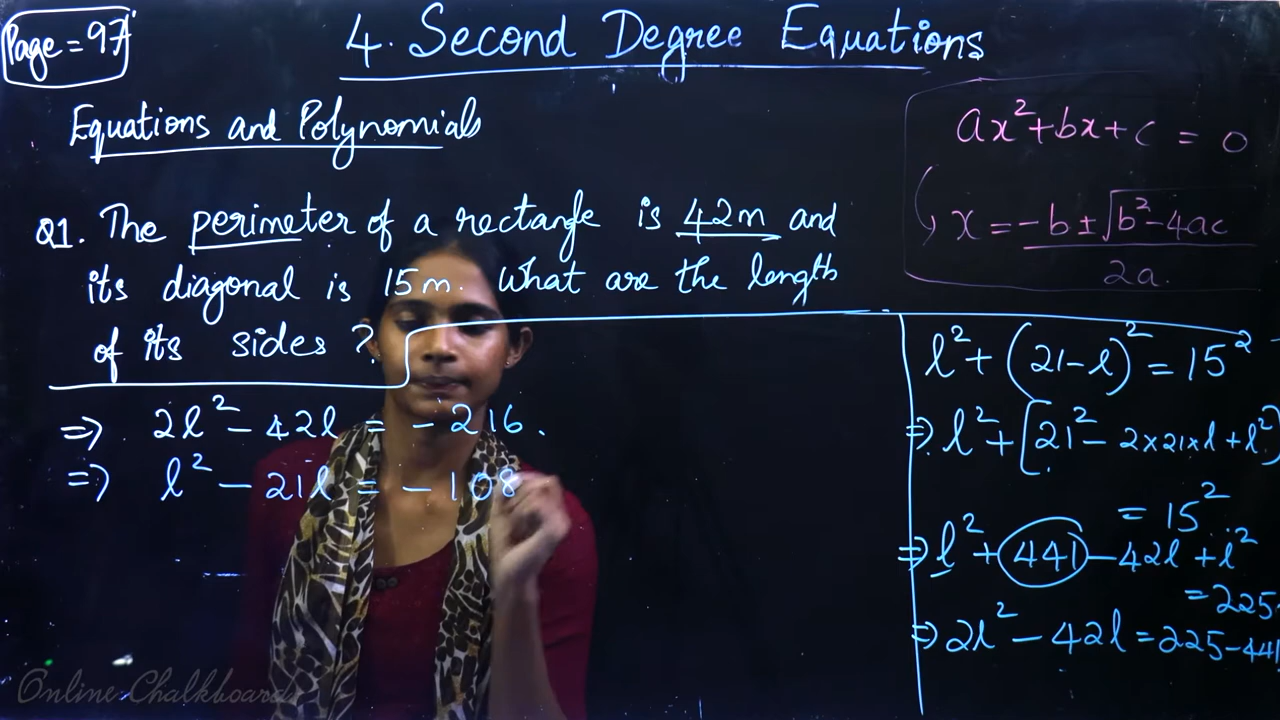 Page = 97
4. Second Degree Equations
Equations and Polynomials
ax²+bx+c = 0
x = -b ± √b²-4ac
2a.
Q1. The perimeter of a rectangle is 42m and
its diagonal is 15m. What are the length
of its sides ?
⇒ 2l² - 42l = -216.
⇒ l² - 21l = -108
l² + (21-l)² = 15²
⇒ l² + [21² - 2×21×l + l²]
= 15²
⇒ l² + 441 - 42l + l²
= 225
⇒ 2l² - 42l = 225-441
Online Chalkboard